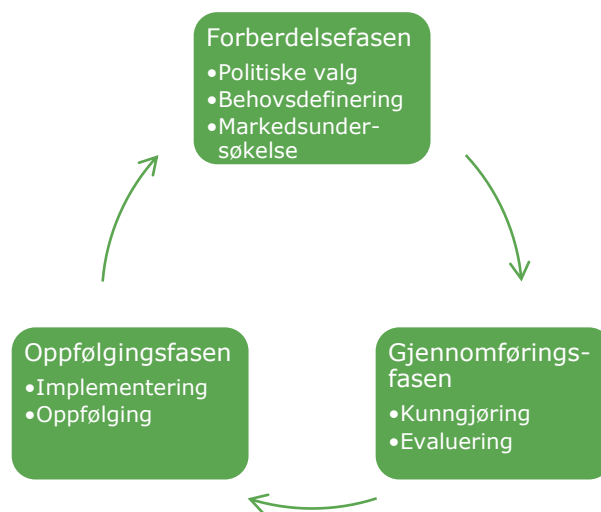 Forberdelsefasen
•Politiske valg
•Behovsdefinering
•Markedsunder-
søkelse
Gjennomførings-
fasen
•Kunngjøring
•Evaluering
Oppfølgingsfasen
•Implementering
•Oppfølging